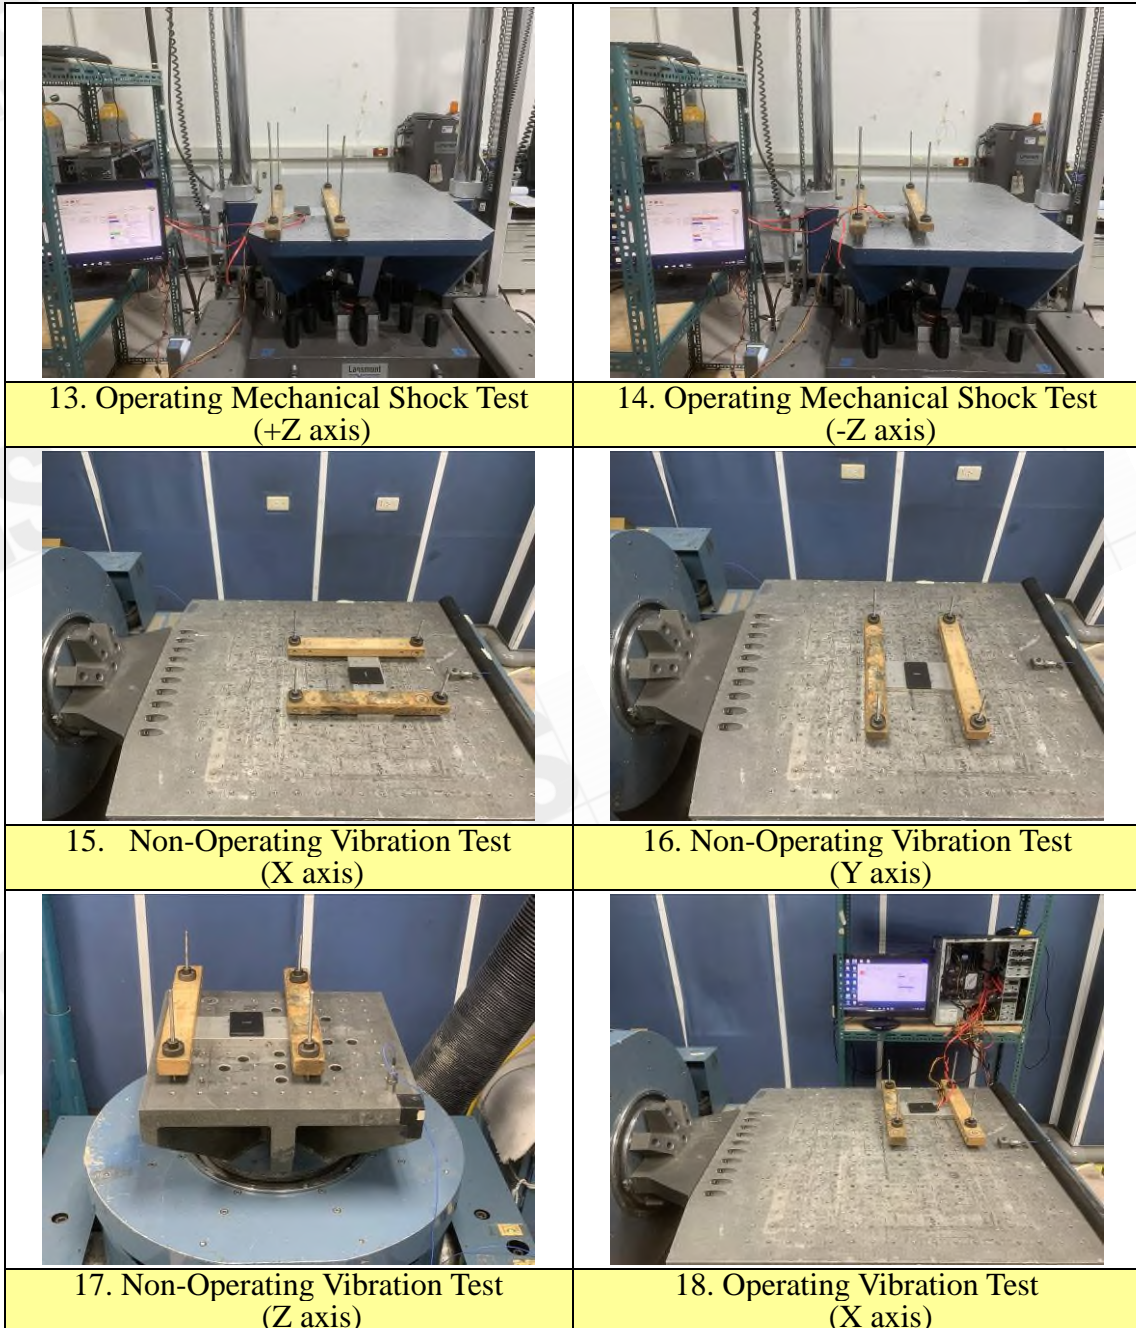 Lansmont
13. Operating Mechanical Shock Test
(+Z axis)
14. Operating Mechanical Shock Test
(-Z axis)
15. Non-Operating Vibration Test
(X axis)
16. Non-Operating Vibration Test
(Y axis)
17. Non-Operating Vibration Test
(Z axis)
18. Operating Vibration Test
(X axis)